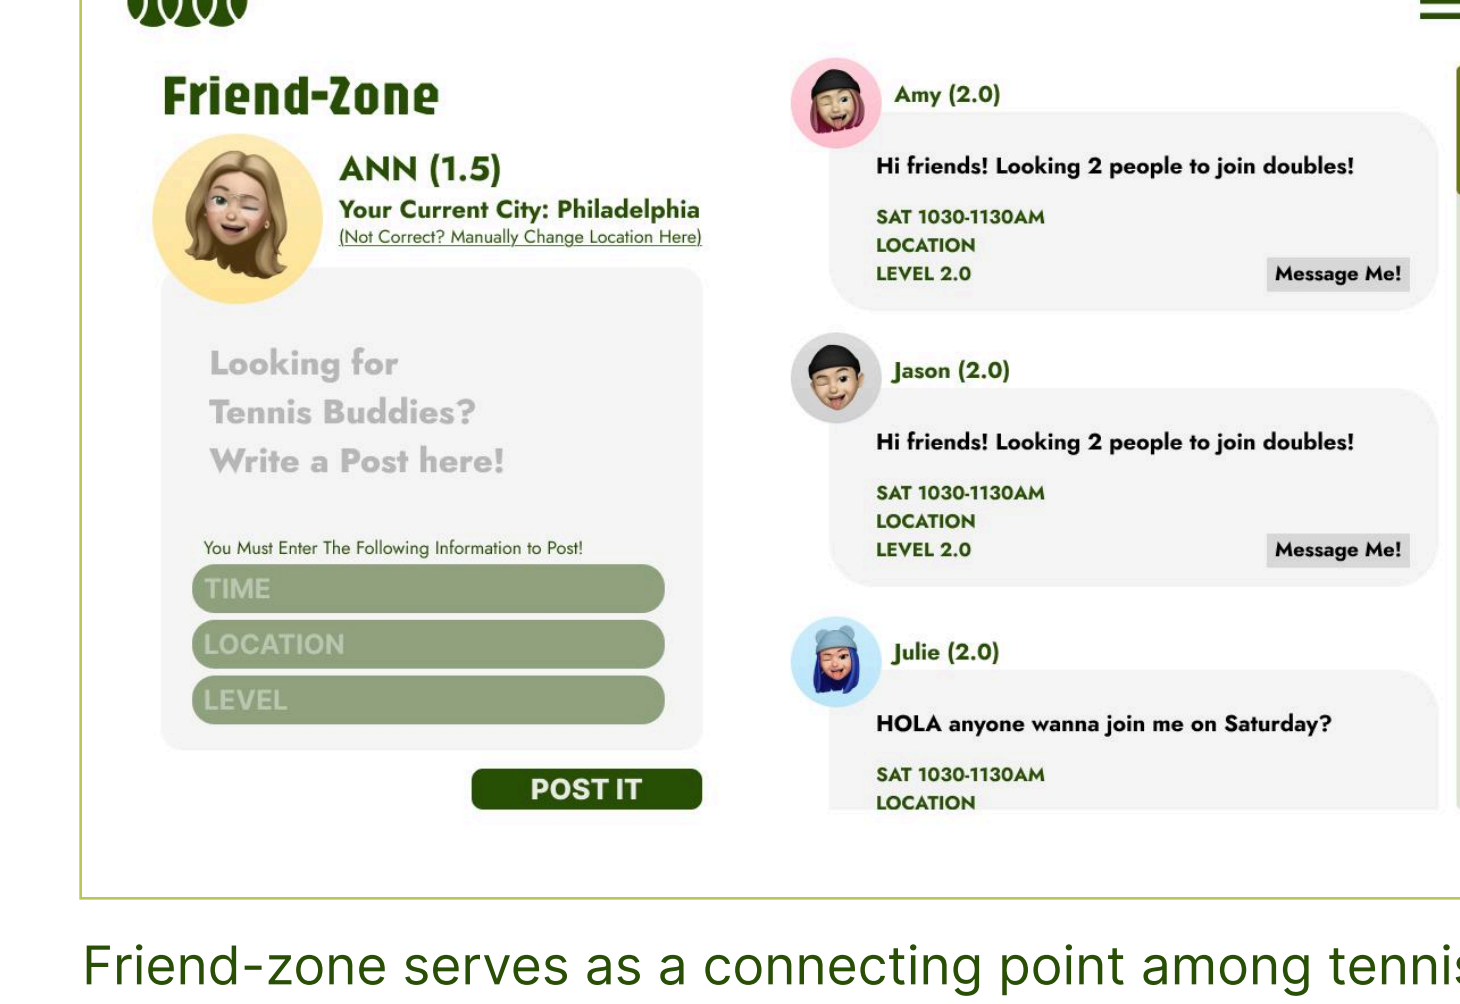 Friend-Zone
ANN (1.5)
Your Current City: Philadelphia
(Not Correct? Manually Change Location Here)
Looking for
Tennis Buddies?
Write a Post here!
You Must Enter The Following Information to Post!
TIME
LOCATION
LEVEL
POST IT
Amy (2.0)
Hi friends! Looking 2 people to join doubles!
SAT 1030-1130AM
LOCATION
LEVEL 2.0
Message Me!
Jason (2.0)
Hi friends! Looking 2 people to join doubles!
SAT 1030-1130AM
LOCATION
LEVEL 2.0
Message Me!
Julie (2.0)
HOLA anyone wanna join me on Saturday?
SAT 1030-1130AM
LOCATION
Friend-zone serves as a connecting point among tennis